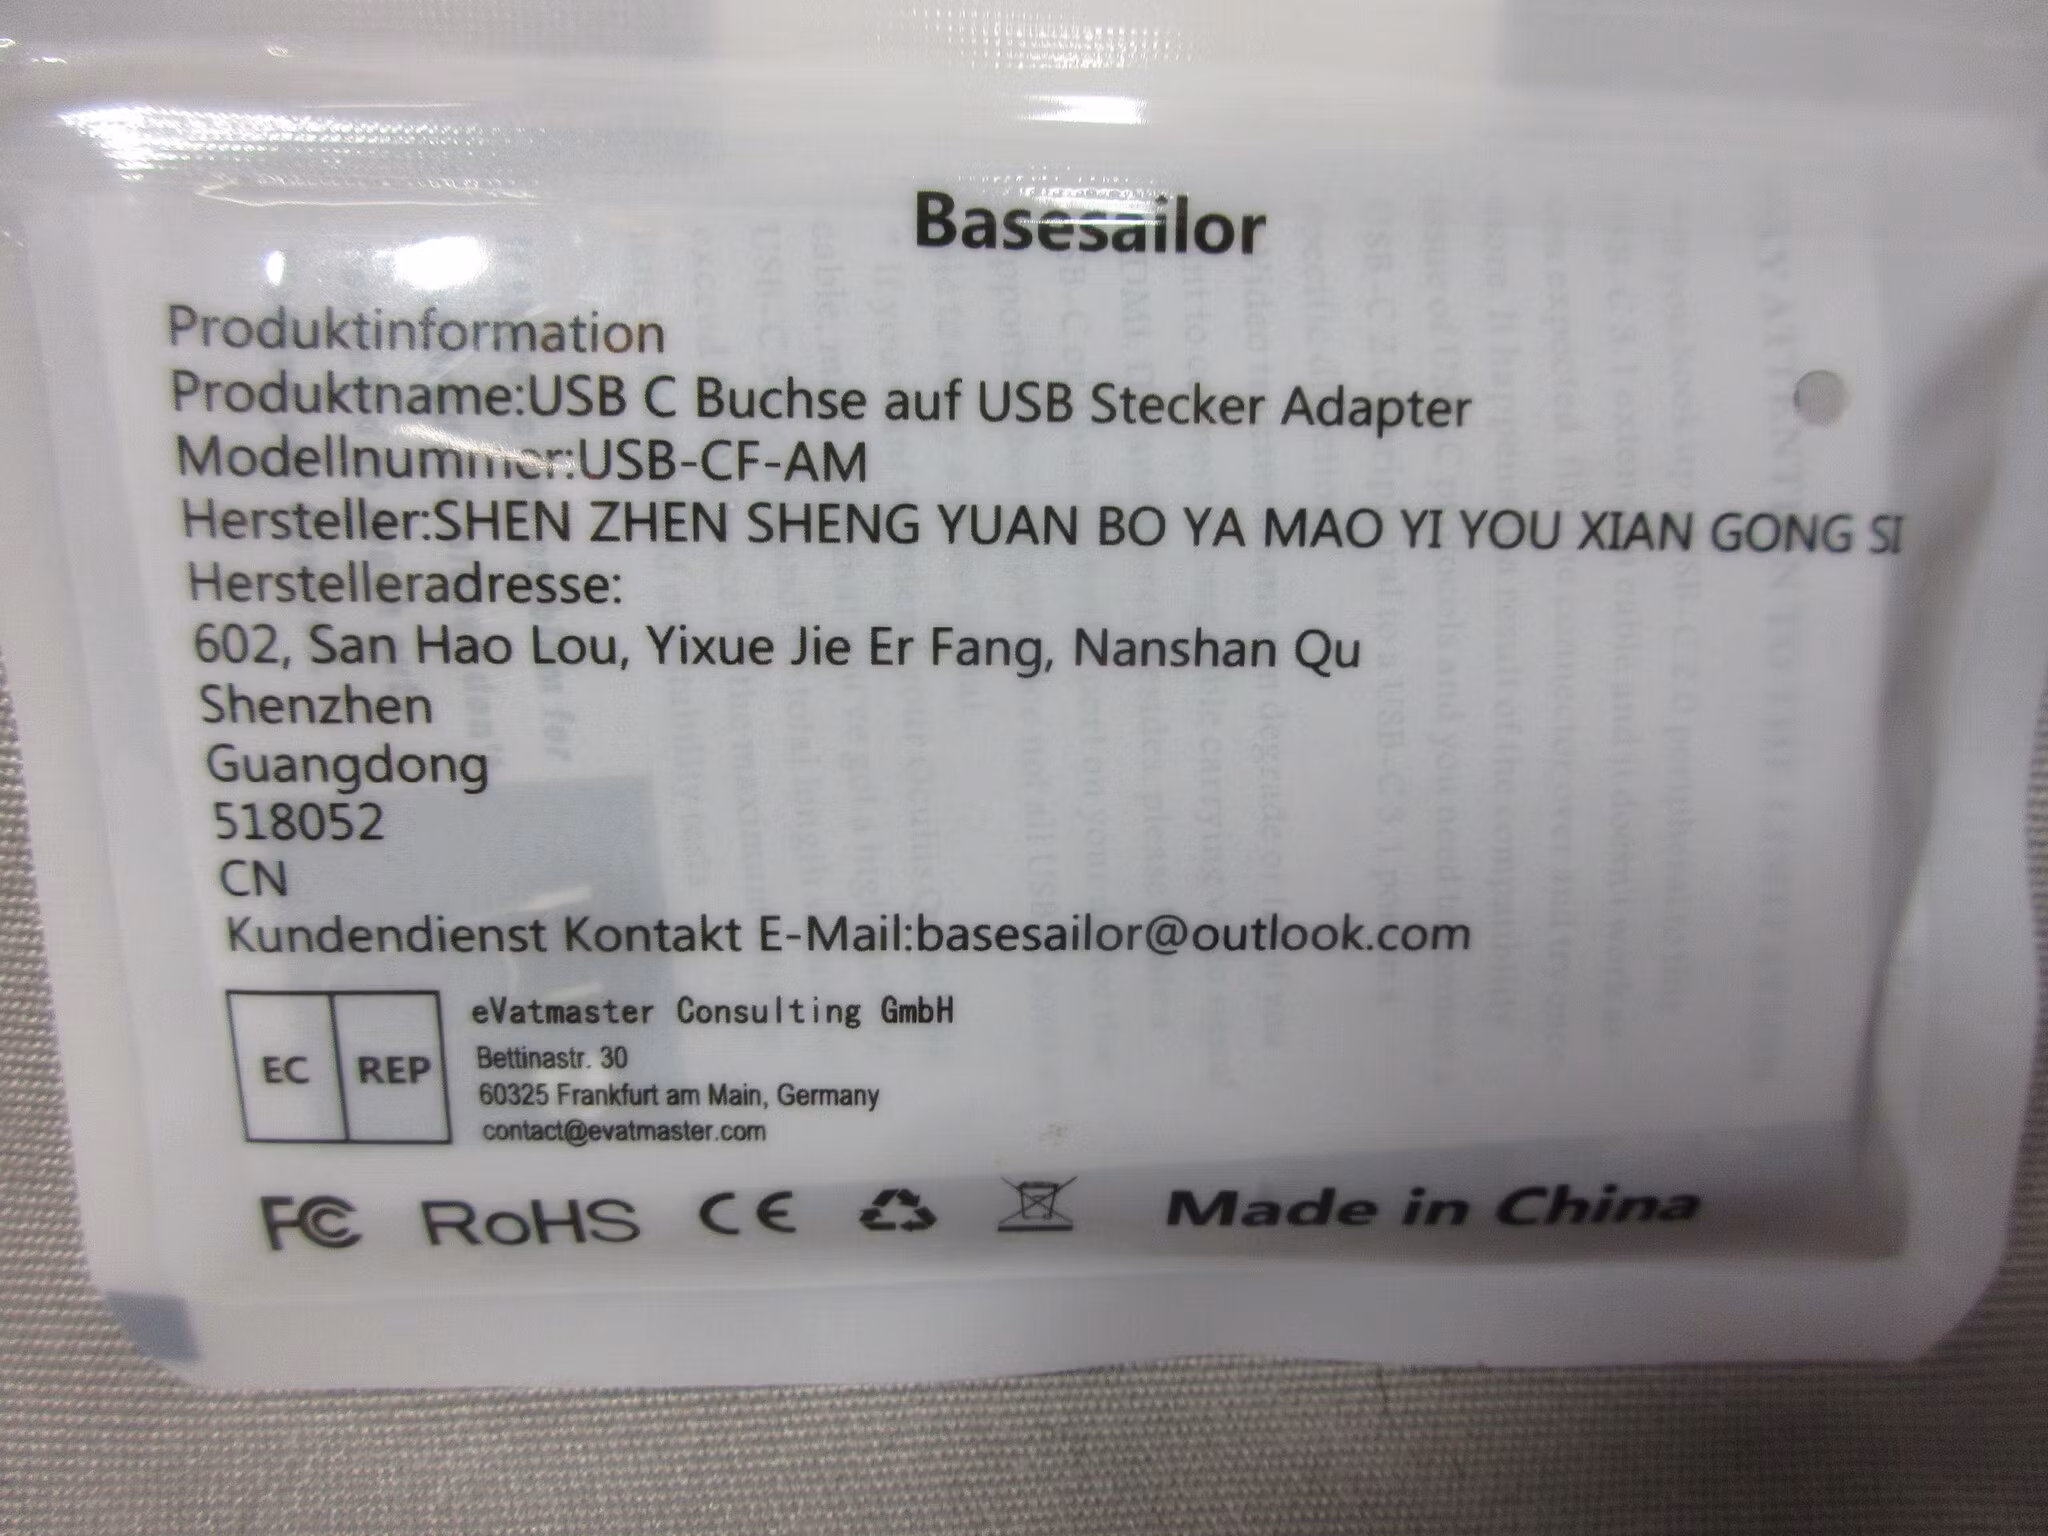 Basesailor
Produktinformation
Produktname:USB C Buchse auf USB Stecker Adapter
Modellnummer:USB-CF-AM
Hersteller:SHEN ZHEN SHENG YUAN BO YA MAO YI YOU XIAN GONG SI
Herstelleradresse:
602, San Hao Lou, Yixue Jie Er Fang, Nanshan Qu
Shenzhen
Guangdong
518052
CN
Kundendienst Kontakt E-Mail:basesailor@outlook.com
EC REP
eVatmaster Consulting GmbH
Bettinastr. 30
60325 Frankfurt am Main, Germany
contact@evatmaster.com
FC RoHS CE Made in China